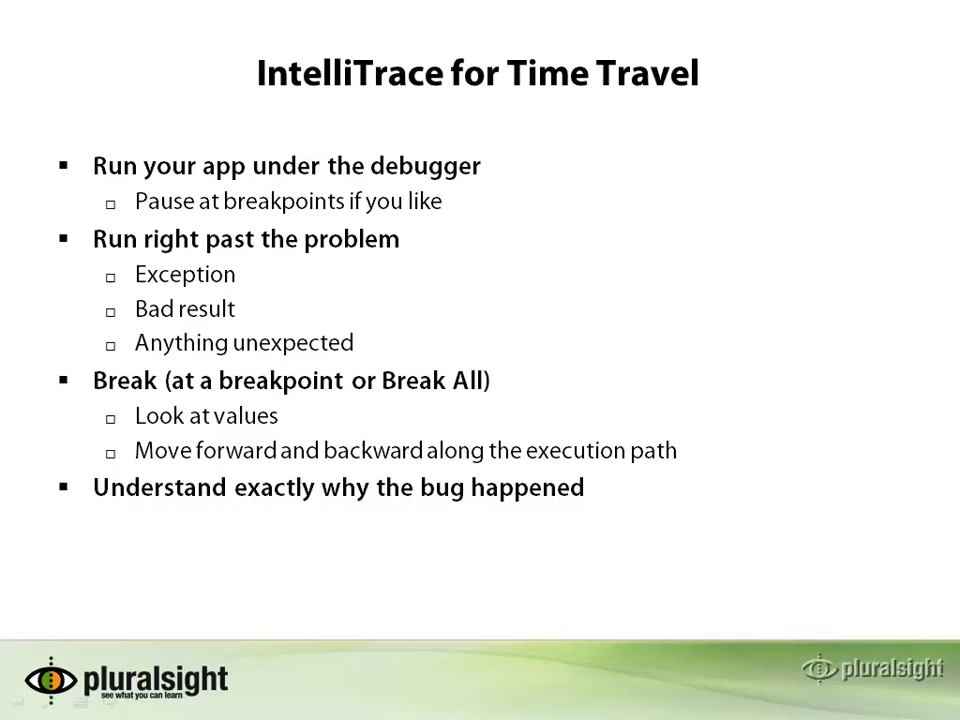 IntelliTrace for Time Travel
Run your app under the debugger
Pause at breakpoints if you like
Run right past the problem
Exception
Bad result
Anything unexpected
Break (at a breakpoint or Break All)
Look at values
Move forward and backward along the execution path
Understand exactly why the bug happened
pluralsight
see what you can learn
pluralsight